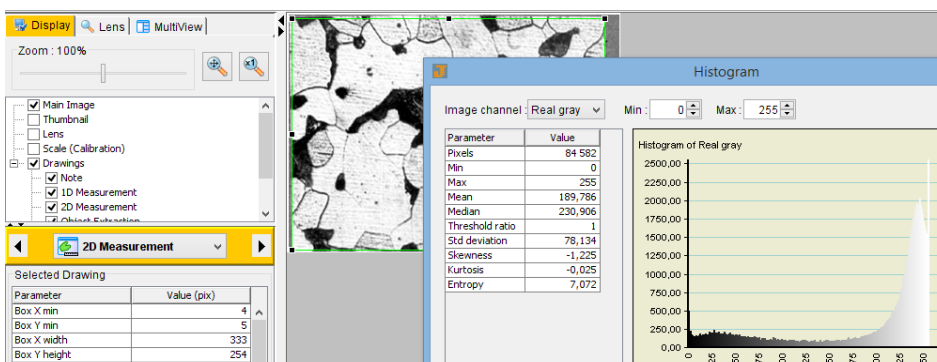 Display
Lens
MultiView
Zoom : 100%
x1
Main Image
Thumbnail
Lens
Scale (Calibration)
Drawings
Note
1D Measurement
2D Measurement
Object Extraction
2D Measurement
Selected Drawing
Parameter Value (pix)
Box X min 4
Box Y min 5
Box X width 333
Box Y height 254
Histogram
Image channel : Real gray Min : 0 Max : 255
Parameter Value
Pixels 84 582
Min 0
Max 255
Mean 189,786
Median 230,906
Threshold ratio 1
Std deviation 78,134
Skewness -1,225
Kurtosis -0,025
Entropy 7,072
Histogram of Real gray
2500,00
2250,00
2000,00
1750,00
1500,00
1250,00
1000,00
750,00
500,00
250,00
0,00
0 25